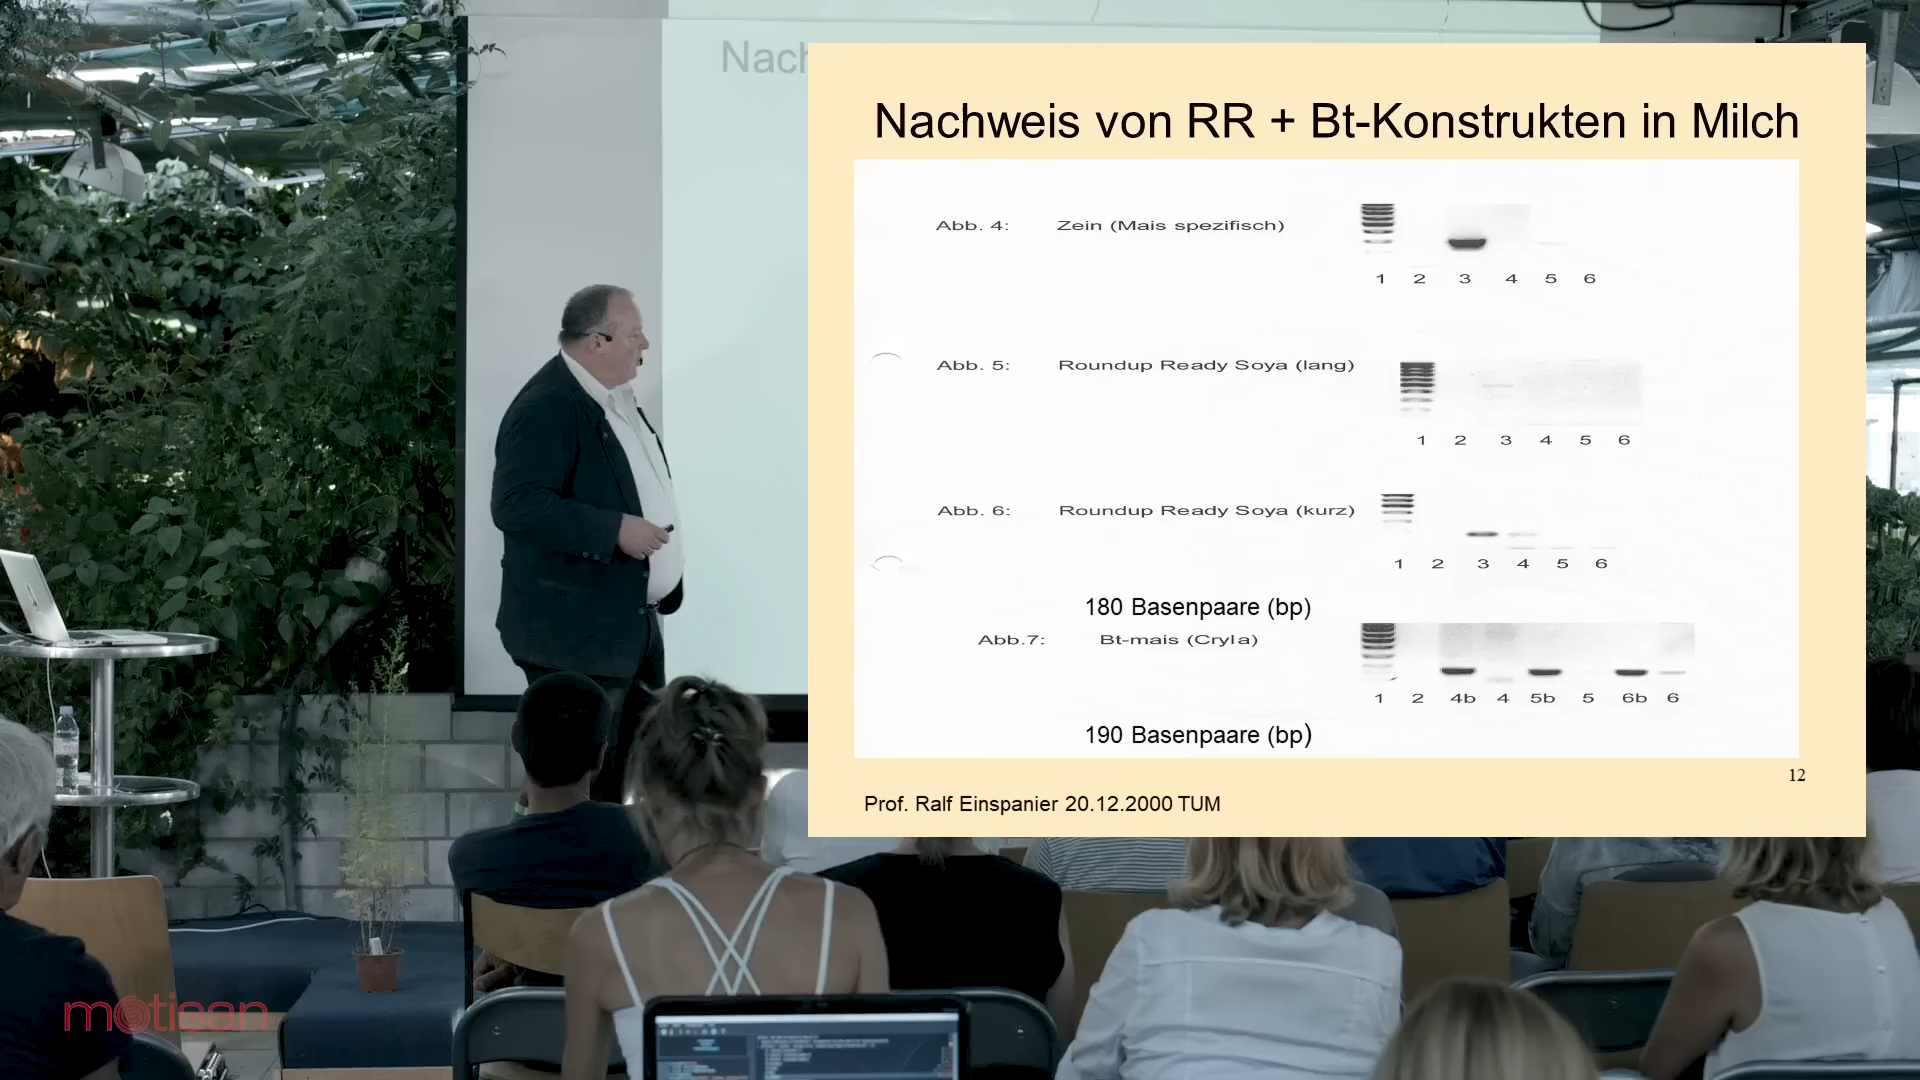 Nach
Nachweis von RR + Bt-Konstrukten in Milch
Abb. 4: Zein (Mais spezifisch)
1 2 3 4 5 6
Abb. 5: Roundup Ready Soya (lang)
1 2 3 4 5 6
Abb. 6: Roundup Ready Soya (kurz)
1 2 3 4 5 6
180 Basenpaare (bp)
Abb.7: Bt-mais (Cryla)
1 2 4b 4 5b 5 6b 6
190 Basenpaare (bp)
12
Prof. Ralf Einspanier 20.12.2000 TUM
motisan